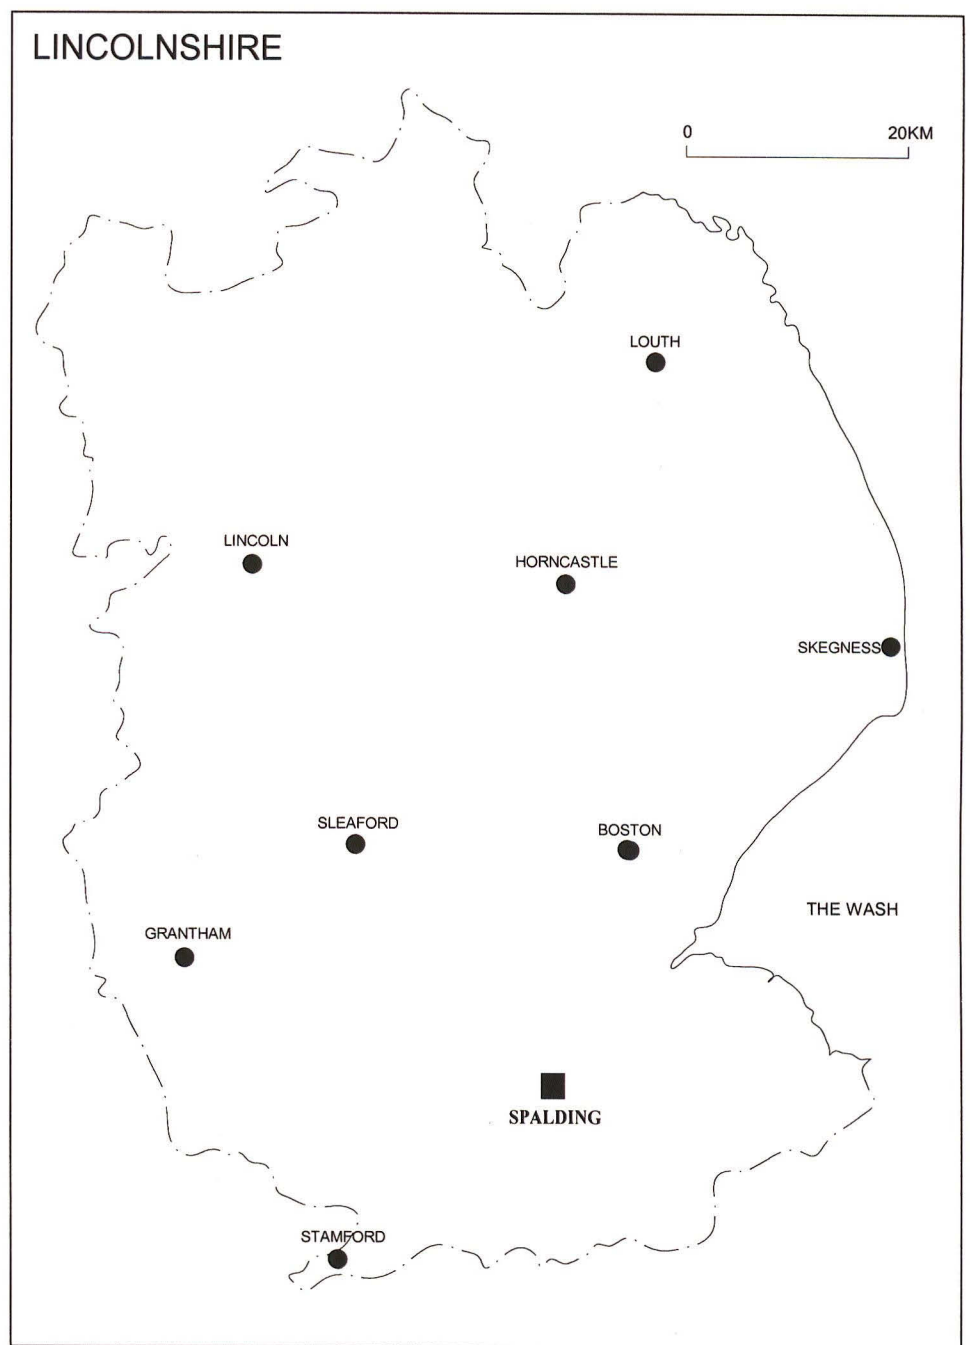 LINCOLNSHIRE
0 20KM
LOUTH
LINCOLN
HORNCASTLE
SKEGNESS
SLEAFORD
BOSTON
THE WASH
GRANTHAM
SPALDING
STAMFORD